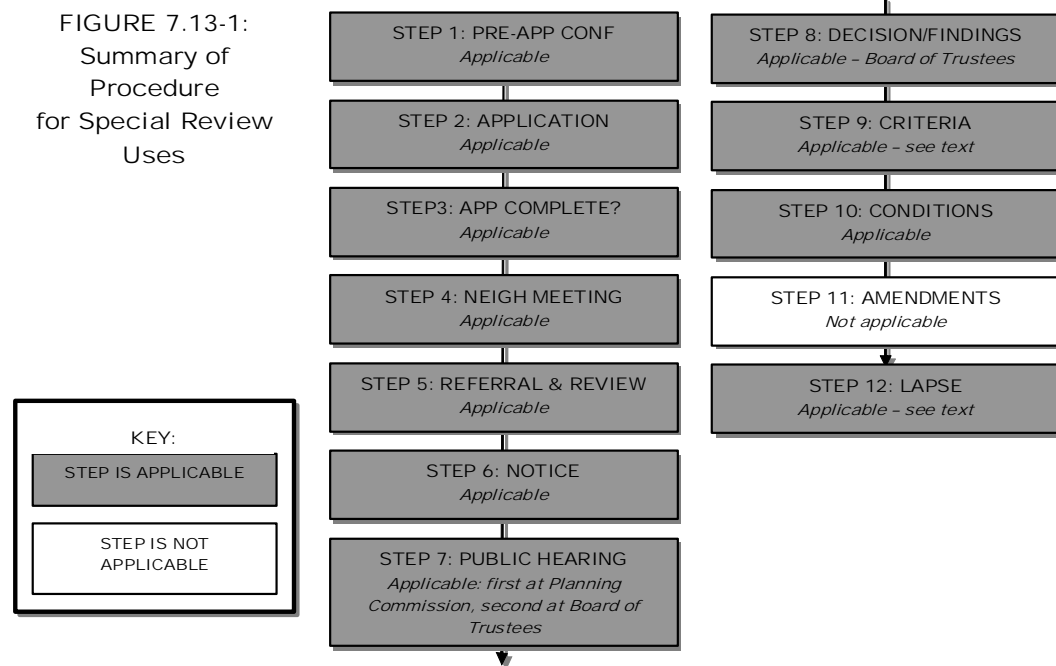 FIGURE 7.13-1:
Summary of
Procedure
for Special Review
Uses
KEY:
STEP IS APPLICABLE
STEP IS NOT
APPLICABLE
STEP 1: PRE-APP CONF
Applicable
STEP 2: APPLICATION
Applicable
STEP3: APP COMPLETE?
Applicable
STEP 4: NEIGH MEETING
Applicable
STEP 5: REFERRAL & REVIEW
Applicable
STEP 6: NOTICE
Applicable
STEP 7: PUBLIC HEARING
Applicable: first at Planning
Commission, second at Board of
Trustees
STEP 8: DECISION/FINDINGS
Applicable – Board of Trustees
STEP 9: CRITERIA
Applicable – see text
STEP 10: CONDITIONS
Applicable
STEP 11: AMENDMENTS
Not applicable
STEP 12: LAPSE
Applicable – see text